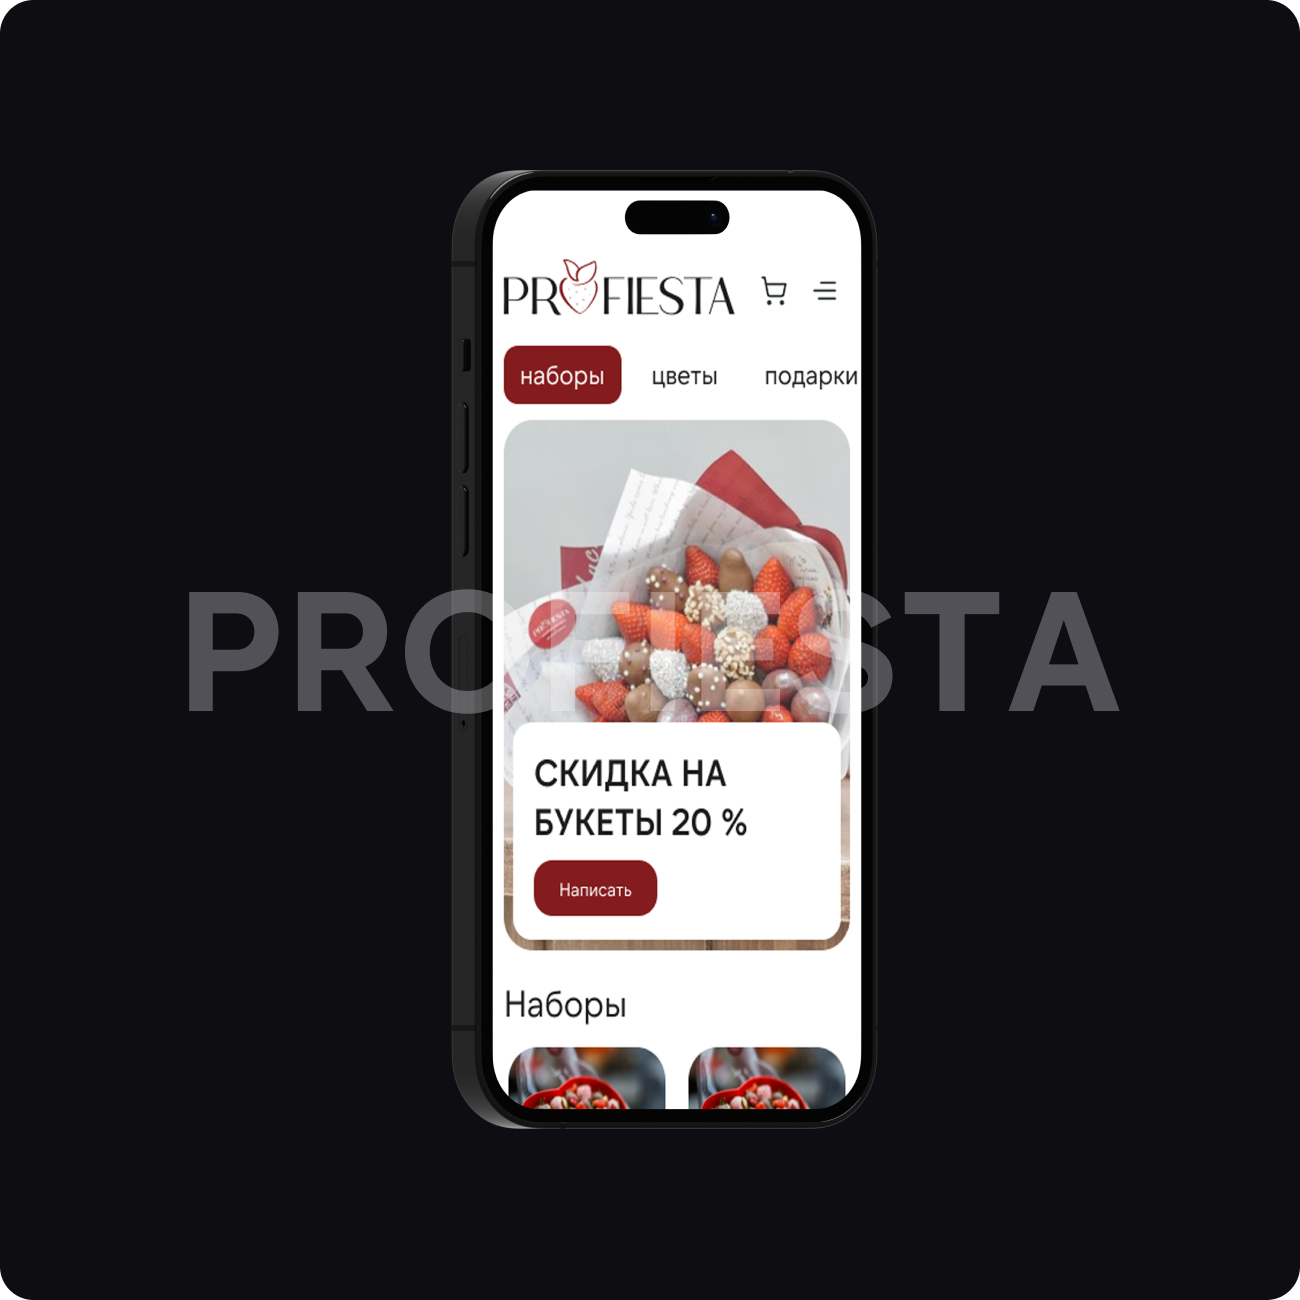 PROFIESTA
наборы цветы подарки
PROFIESTA
СКИДКА НА
БУКЕТЫ 20 %
Написать
Наборы